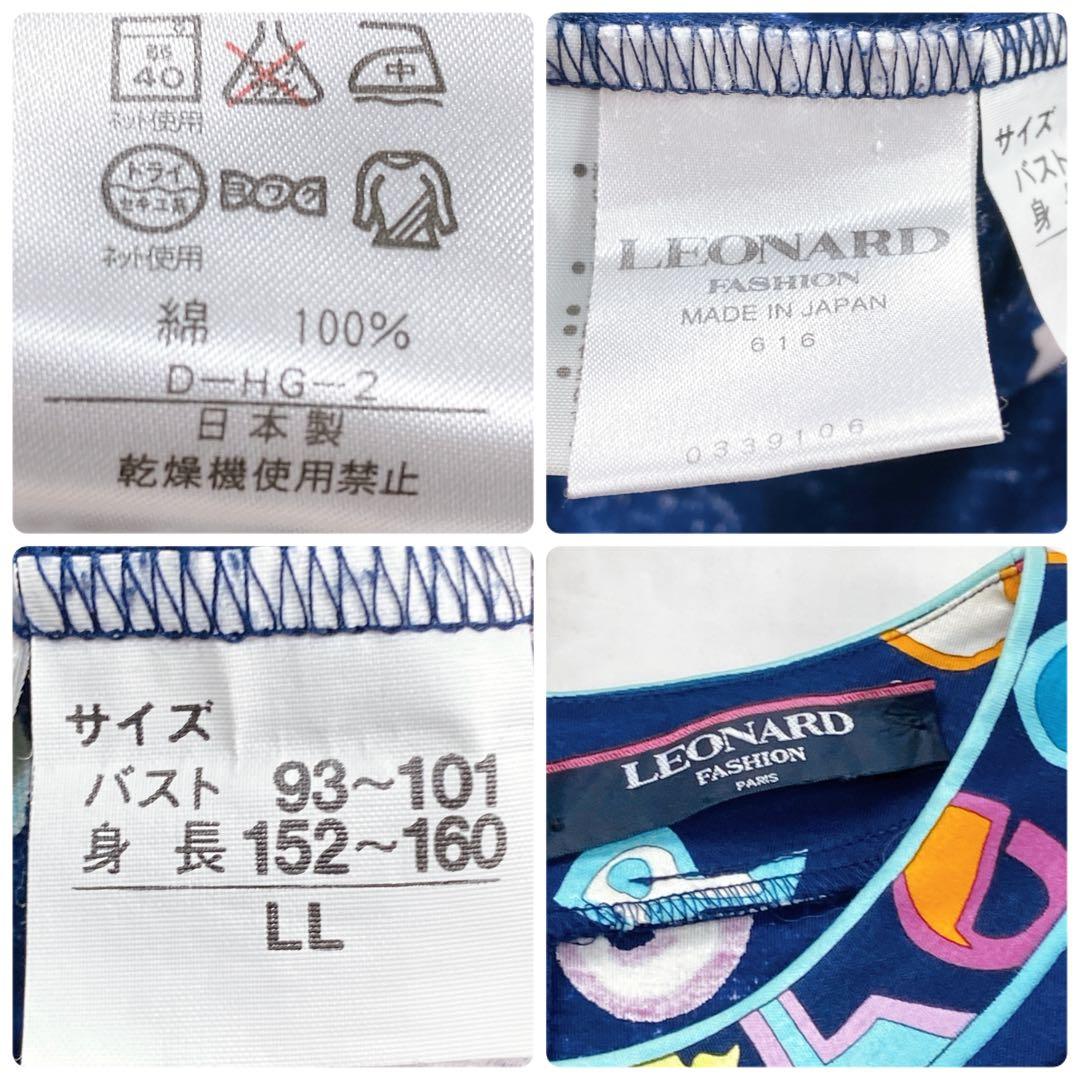 40
中
ネット使用
ドライ
セキユ系
ヨワク
ネット使用
綿 100%
D-HG-2
日本製
乾燥機使用禁止
LEONARD
FASHION
MADE IN JAPAN
616
0339106
サイズ
バスト
身
サイズ
バスト 93~101
身長 152~160
LL
LEONARD
FASHION
PARIS